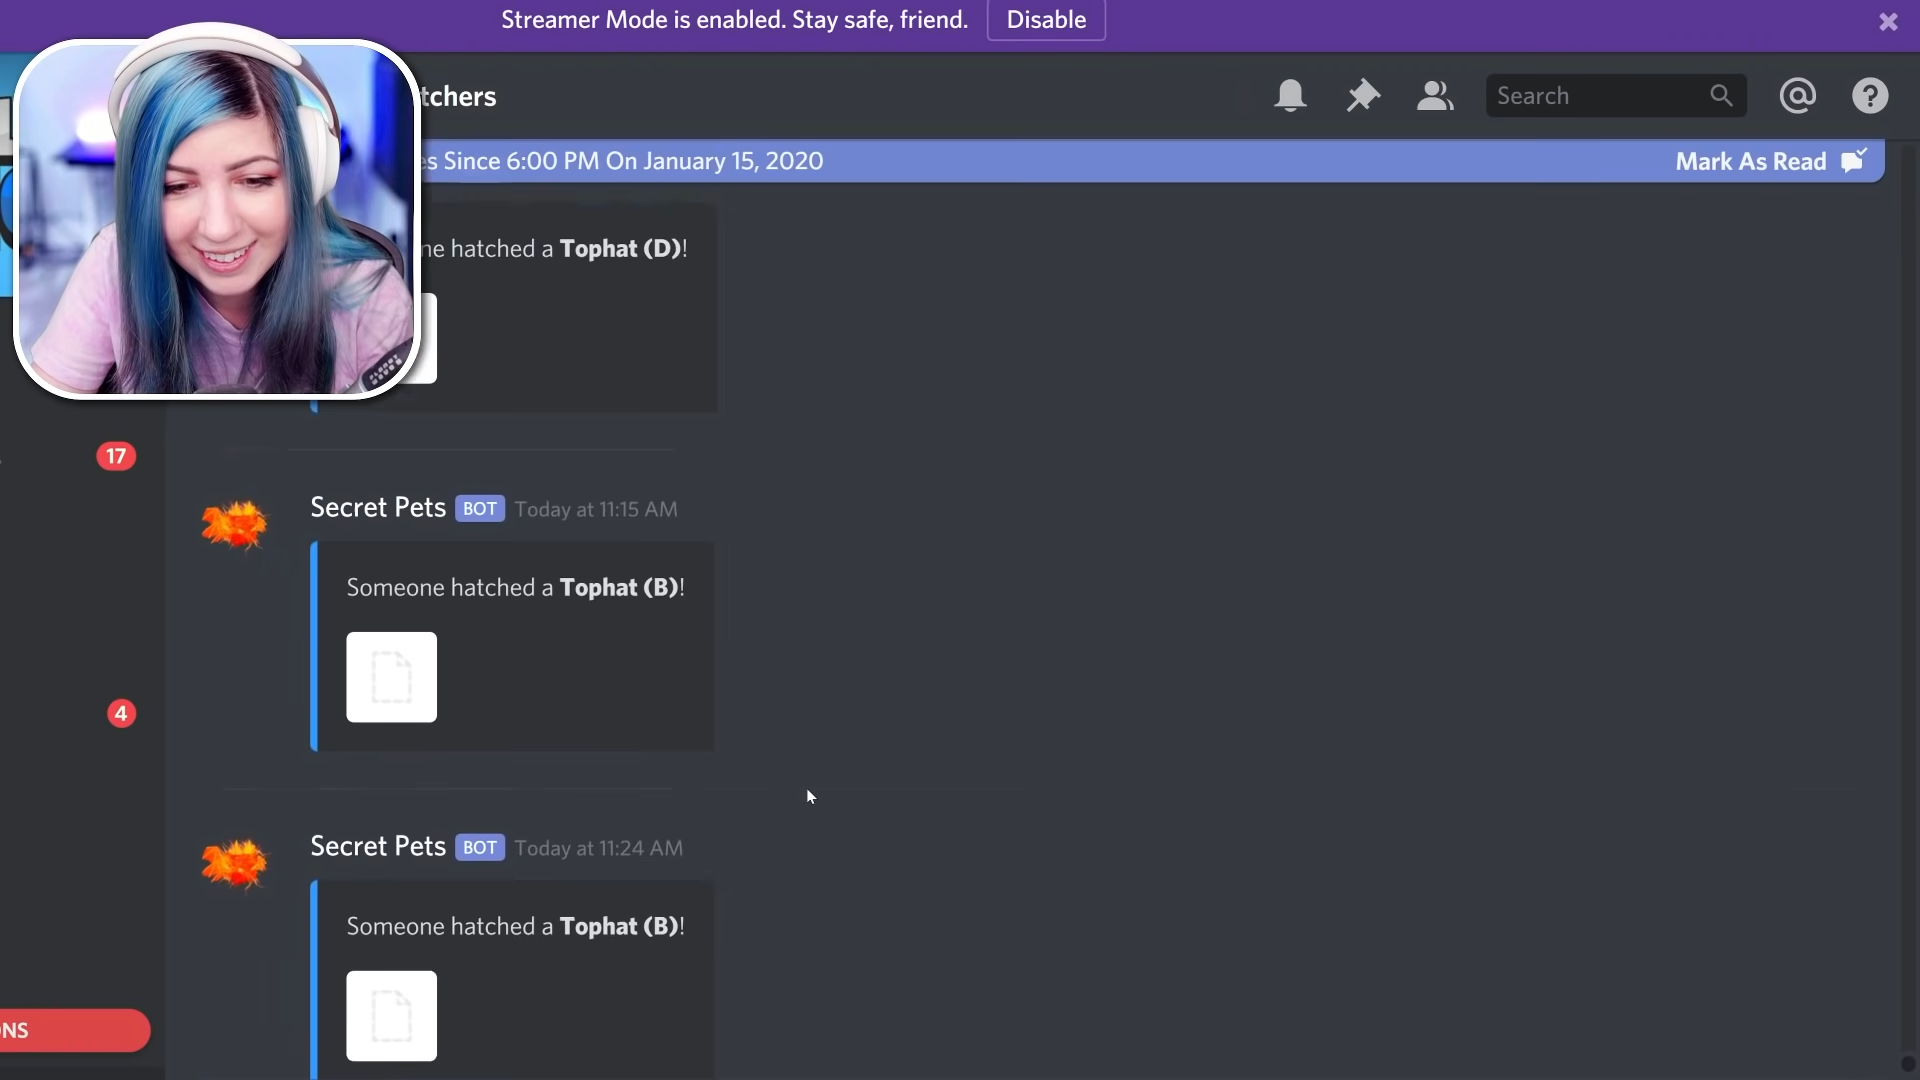 Streamer Mode is enabled. Stay safe, friend.
Disable
tchers
Search
es Since 6:00 PM On January 15, 2020
Mark As Read
ne hatched a Tophat (D)!
17
Secret Pets BOT Today at 11:15 AM
Someone hatched a Tophat (B)!
4
Secret Pets BOT Today at 11:24 AM
Someone hatched a Tophat (B)!
ONS